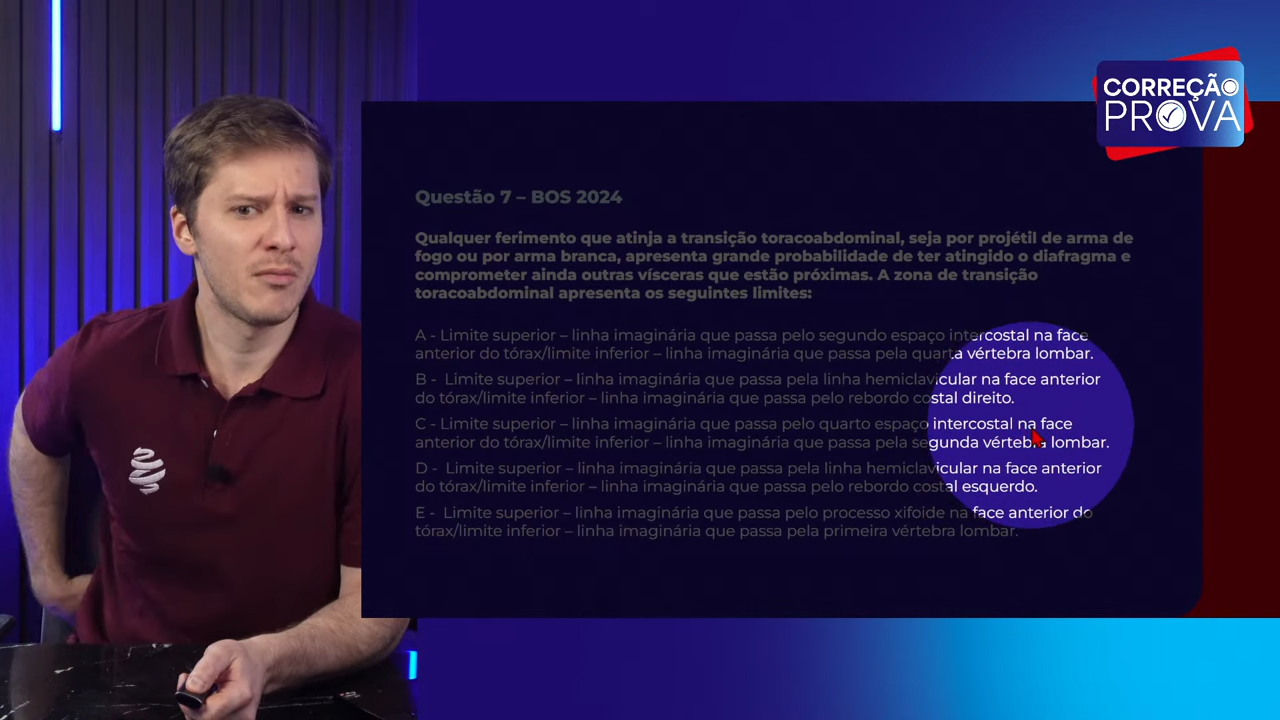 CORREÇÃO
PROVA
Questão 7 – BOS 2024
Qualquer ferimento que atinja a transição toracoabdominal, seja por projétil de arma de
fogo ou por arma branca, apresenta grande probabilidade de ter atingido o diafragma e
comprometer ainda outras vísceras que estão próximas. A zona de transição
toracoabdominal apresenta os seguintes limites:
A - Limite superior – linha imaginária que passa pelo segundo espaço intercostal na face
anterior do tórax/limite inferior – linha imaginária que passa pela quarta vértebra lombar.
B - Limite superior – linha imaginária que passa pela linha hemiclavicular na face anterior
do tórax/limite inferior – linha imaginária que passa pelo rebordo costal direito.
C - Limite superior – linha imaginária que passa pelo quarto espaço intercostal na face
anterior do tórax/limite inferior – linha imaginária que passa pela segunda vértebra lombar.
D - Limite superior – linha imaginária que passa pela linha hemiclavicular na face anterior
do tórax/limite inferior – linha imaginária que passa pelo rebordo costal esquerdo.
E - Limite superior – linha imaginária que passa pelo processo xifoide na face anterior do
tórax/limite inferior – linha imaginária que passa pela primeira vértebra lombar.